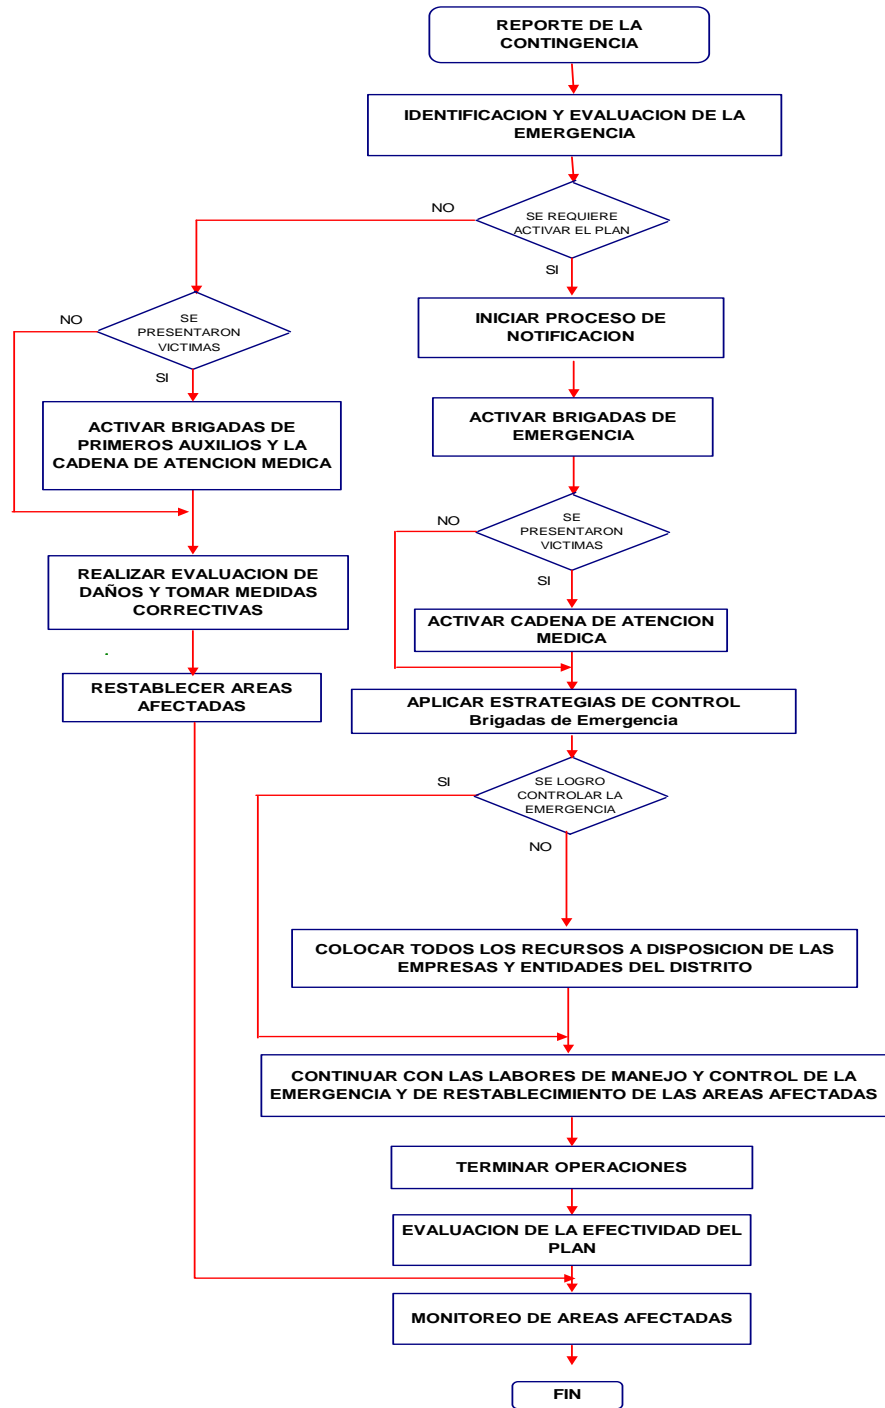 REPORTE DE LA
CONTINGENCIA
IDENTIFICACION Y EVALUACION DE LA
EMERGENCIA
NO
SE REQUIERE
ACTIVAR EL PLAN
SI
NO
SE
PRESENTARON
VICTIMAS
SI
INICIAR PROCESO DE
NOTIFICACION
ACTIVAR BRIGADAS DE
PRIMEROS AUXILIOS Y LA
CADENA DE ATENCION MEDICA
ACTIVAR BRIGADAS DE
EMERGENCIA
NO
SE
PRESENTARON
VICTIMAS
SI
REALIZAR EVALUACION DE
DAÑOS Y TOMAR MEDIDAS
CORRECTIVAS
ACTIVAR CADENA DE ATENCION
MEDICA
RESTABLECER AREAS
AFECTADAS
APLICAR ESTRATEGIAS DE CONTROL
Brigadas de Emergencia
SI
SE LOGRO
CONTROLAR LA
EMERGENCIA
NO
COLOCAR TODOS LOS RECURSOS A DISPOSICION DE LAS
EMPRESAS Y ENTIDADES DEL DISTRITO
CONTINUAR CON LAS LABORES DE MANEJO Y CONTROL DE LA
EMERGENCIA Y DE RESTABLECIMIENTO DE LAS AREAS AFECTADAS
TERMINAR OPERACIONES
EVALUACION DE LA EFECTIVIDAD DEL
PLAN
MONITOREO DE AREAS AFECTADAS
FIN